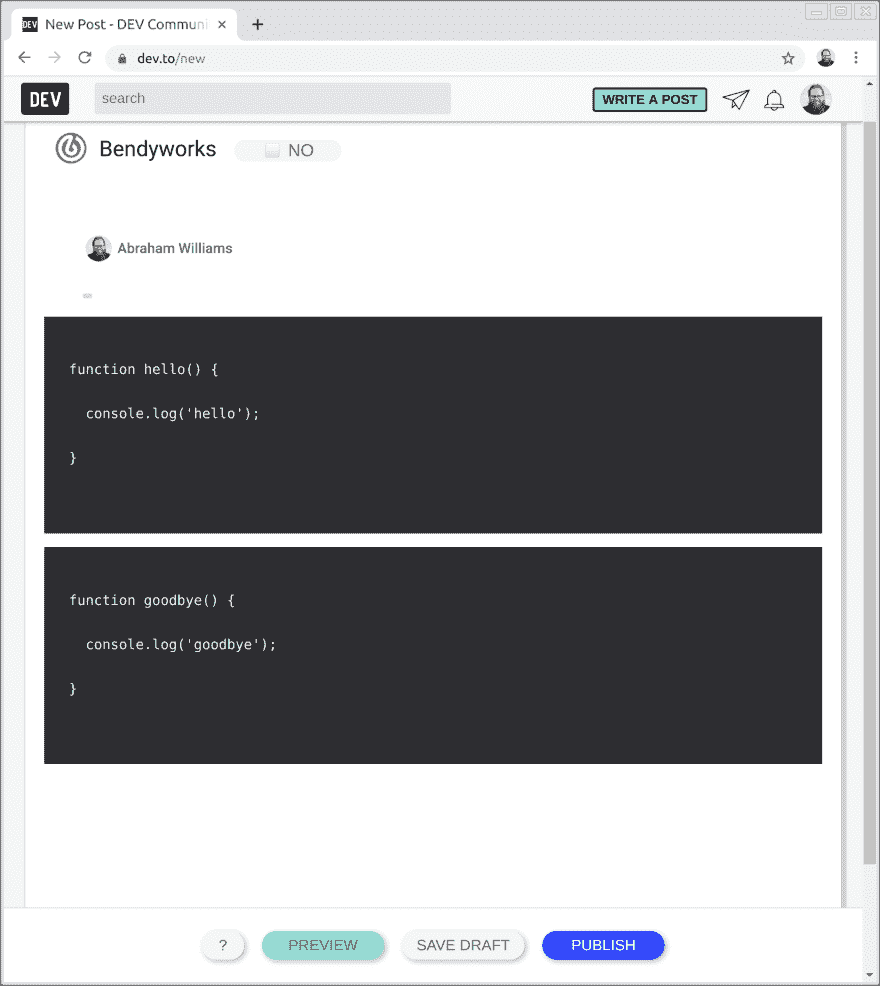 DEV New Post - DEV Communi
dev.to/new
DEV search WRITE A POST
Bendyworks NO
Abraham Williams
function hello() {
  console.log('hello');
}
function goodbye() {
  console.log('goodbye');
}
? PREVIEW SAVE DRAFT PUBLISH